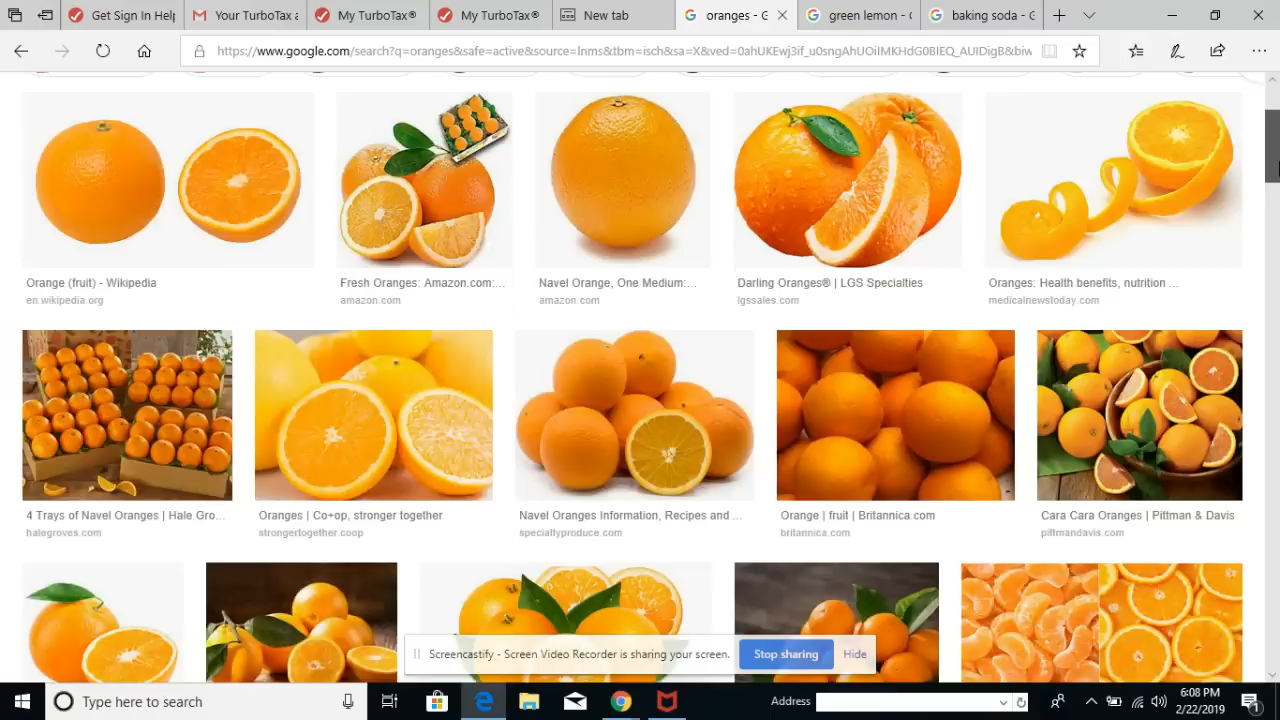 Get Sign In Help
Your TurboTax a
My TurboTax®
My TurboTax®
New tab
oranges - G
green lemon - G
baking soda - G
https://www.google.com/search?q=oranges&safe=active&source=lnms&tbm=isch&sa=X&ved=0ahUKEwj3if_u0sngAhUOiIMKHdG0BIEQ_AUIDigB&biw
Orange (fruit) - Wikipedia
en.wikipedia.org
Fresh Oranges: Amazon.com:...
amazon.com
Navel Orange, One Medium:...
amazon.com
Darling Oranges® | LGS Specialties
lgssales.com
Oranges: Health benefits, nutrition ...
medicalnewstoday.com
4 Trays of Navel Oranges | Hale Gro...
halegroves.com
Oranges | Co+op, stronger together
strongertogether.coop
Navel Oranges Information, Recipes and ...
specialtyproduce.com
Orange | fruit | Britannica.com
britannica.com
Cara Cara Oranges | Pittman & Davis
pittmandavis.com
Screencastify - Screen Video Recorder is sharing your screen.
Stop sharing
Hide
Type here to search
Address
6:08 PM
2/22/2019
1